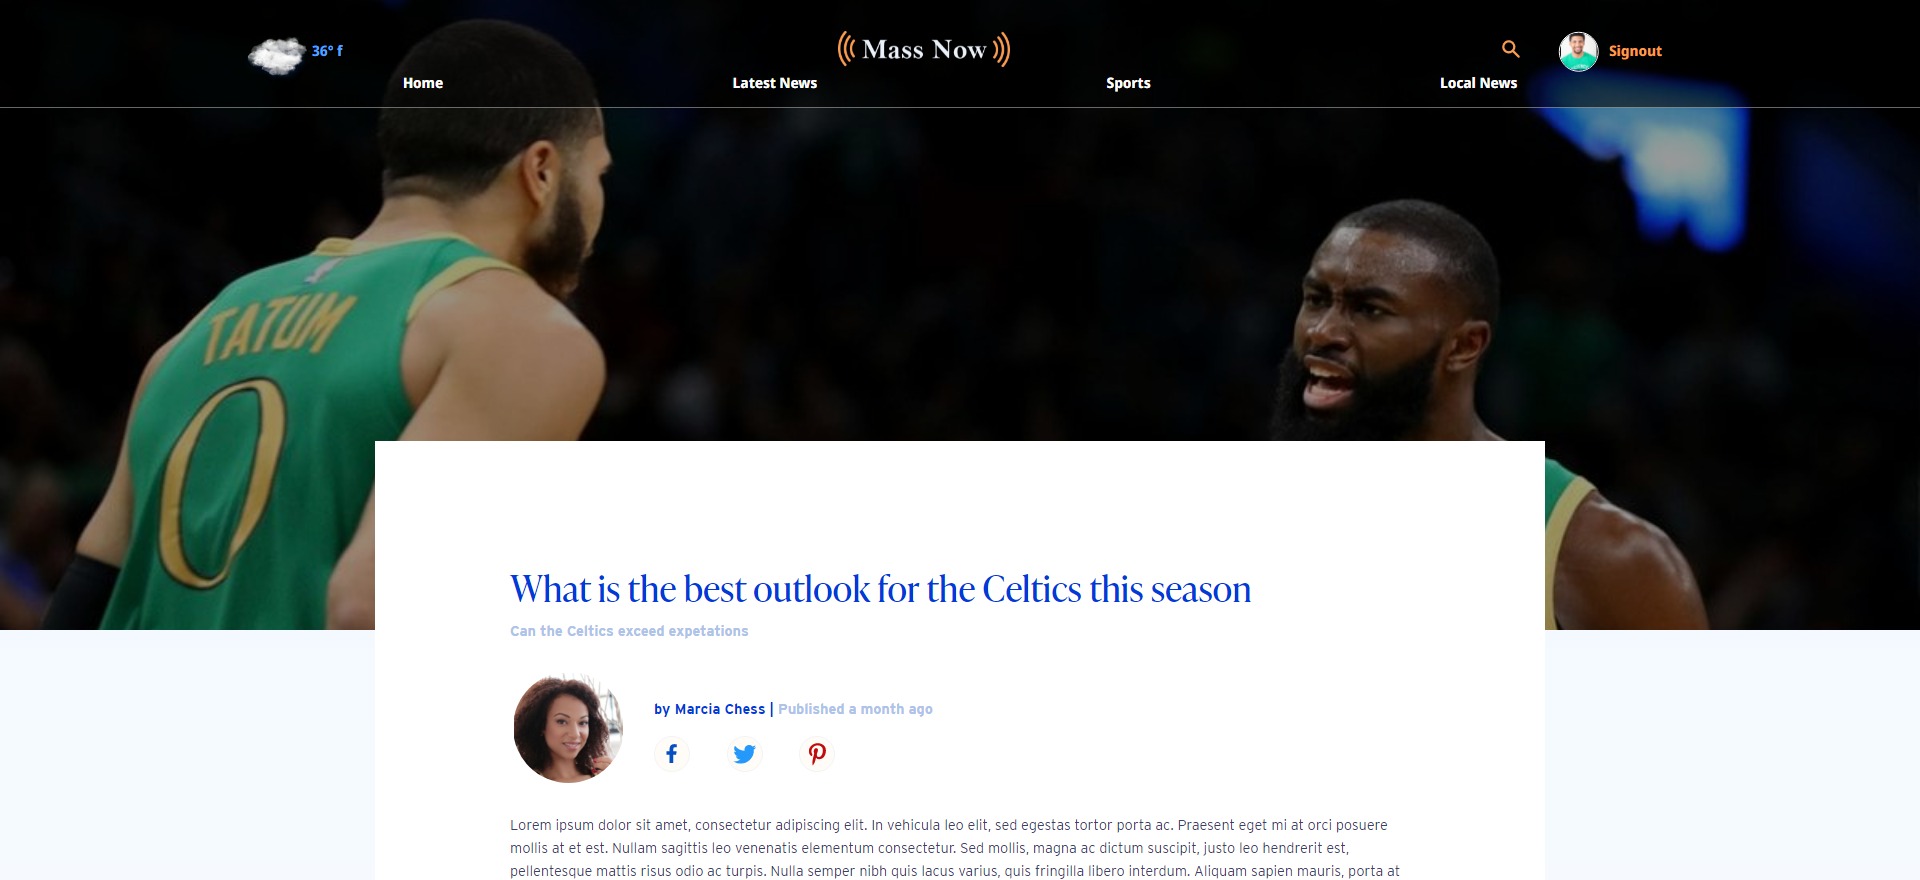 36° f
Mass Now
Signout
Home
Latest News
Sports
Local News
TATUM
0
What is the best outlook for the Celtics this season
Can the Celtics exceed expetations
by Marcia Chess | Published a month ago
Lorem ipsum dolor sit amet, consectetur adipiscing elit. In vehicula leo elit, sed egestas tortor porta ac. Praesent eget mi at orci posuere
mollis at et est. Nullam sagittis leo venenatis elementum consectetur. Sed mollis, magna ac dictum suscipit, justo leo hendrerit est,
pellentesque mattis risus odio ac turpis. Nulla semper nibh quis lacus varius, quis fringilla libero interdum. Aliquam sapien mauris, porta at